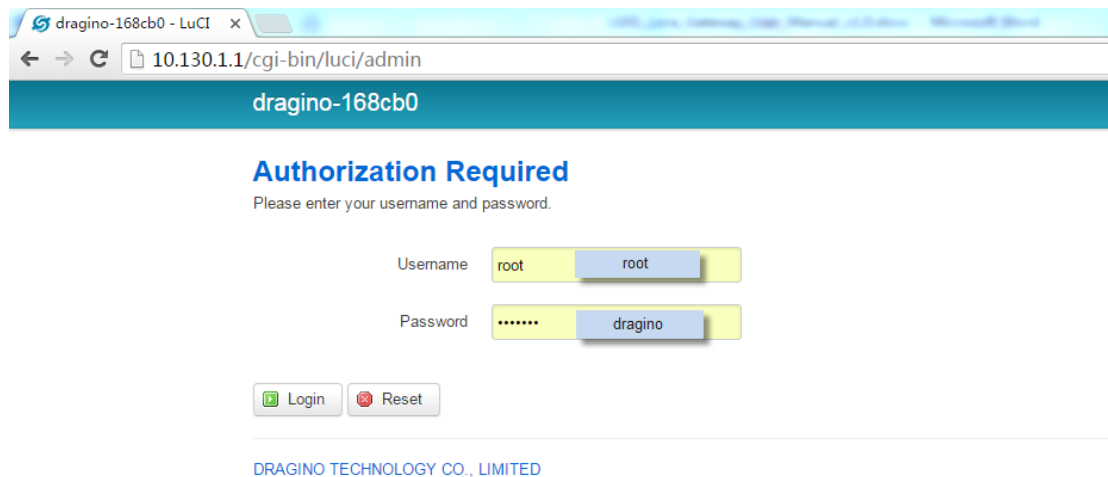 dragino-168cb0 - LuCI ×
10.130.1.1/cgi-bin/luci/admin
dragino-168cb0
Authorization Required
Please enter your username and password.
Username root root
Password ••••••• dragino
Login Reset
DRAGINO TECHNOLOGY CO., LIMITED